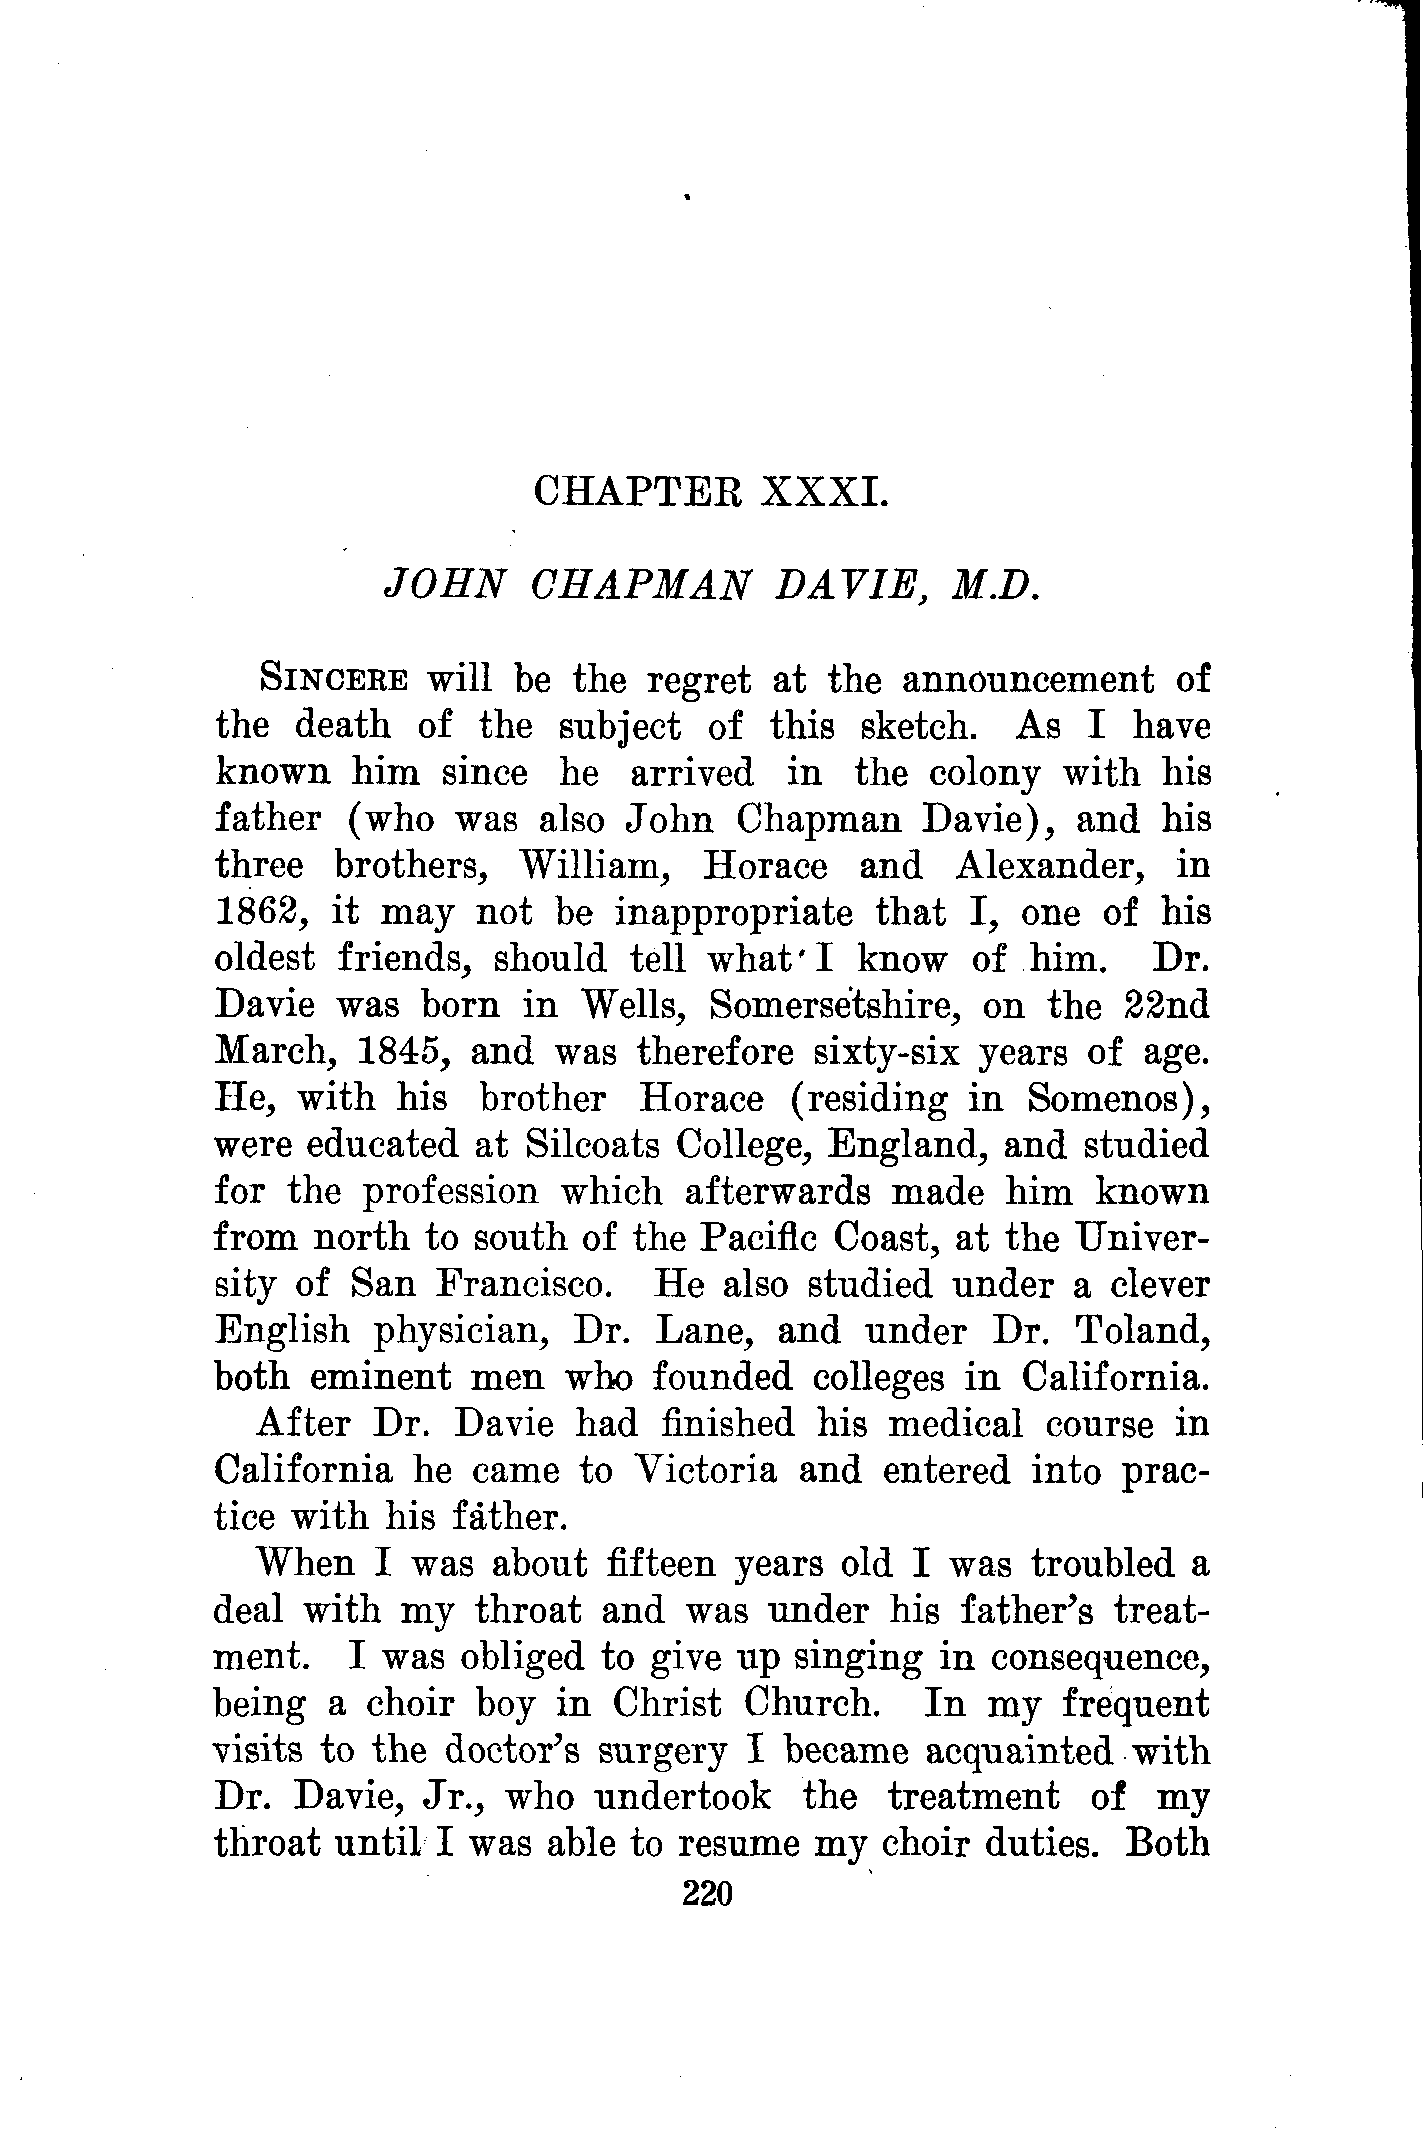 CHAPTER XXXI.
JOHN CHAPMAN DAVIE, M.D.
SINCERE will be the regret at the announcement of
the death of the subject of this sketch. As I have
known him since he arrived in the colony with his
father (who was also John Chapman Davie), and his
three brothers, William, Horace and Alexander, in
1862, it may not be inappropriate that I, one of his
oldest friends, should tell what I know of him. Dr.
Davie was born in Wells, Somersetshire, on the 22nd
March, 1845, and was therefore sixty-six years of age.
He, with his brother Horace (residing in Somenos),
were educated at Silcoats College, England, and studied
for the profession which afterwards made him known
from north to south of the Pacific Coast, at the Univer-
sity of San Francisco. He also studied under a clever
English physician, Dr. Lane, and under Dr. Toland,
both eminent men who founded colleges in California.
After Dr. Davie had finished his medical course in
California he came to Victoria and entered into prac-
tice with his father.
When I was about fifteen years old I was troubled a
deal with my throat and was under his father's treat-
ment. I was obliged to give up singing in consequence,
being a choir boy in Christ Church. In my frequent
visits to the doctor's surgery I became acquainted with
Dr. Davie, Jr., who undertook the treatment of my
throat until I was able to resume my choir duties. Both
220